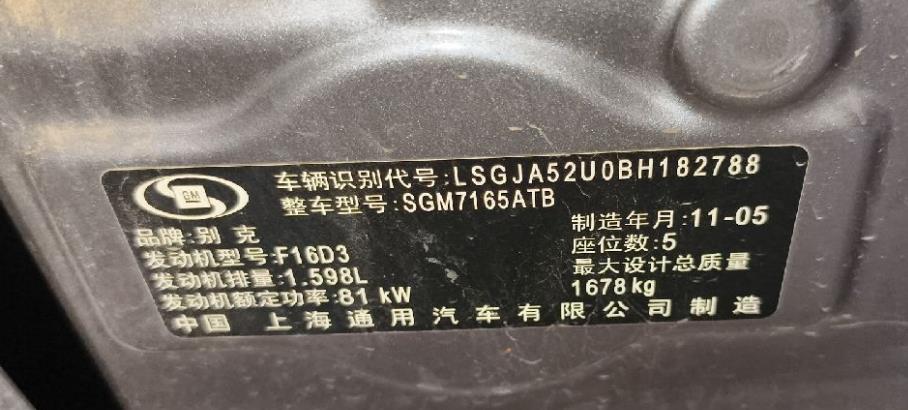 GM
车辆识别代号:LSGJA52U0BH182788
整车型号:SGM7165ATB
品牌:别克
制造年月:11-05
发动机型号:F16D3
座位数:5
发动机排量:1.598L
最大设计总质量
发动机额定功率:81 kW
1678kg
中国 上海通用汽车有限公司制造